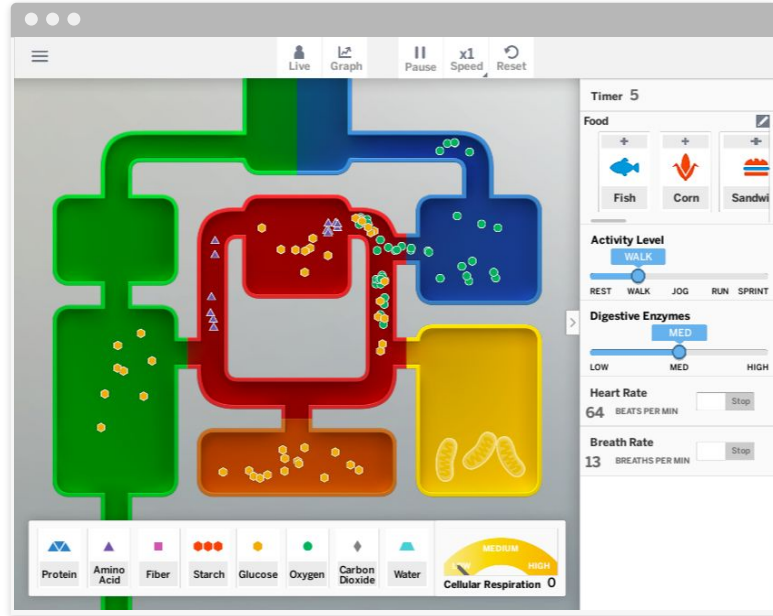 Live
Graph
Pause
x1
Speed
Reset
Timer 5
Food
Fish
Corn
Sandwi
Activity Level
WALK
REST WALK JOG RUN SPRINT
Digestive Enzymes
MED
LOW MED HIGH
Heart Rate
64 BEATS PER MIN
Stop
Breath Rate
13 BREATHS PER MIN
Stop
Protein
Amino
Acid
Fiber
Starch
Glucose
Oxygen
Carbon
Dioxide
Water
MEDIUM
LOW
HIGH
Cellular Respiration 0